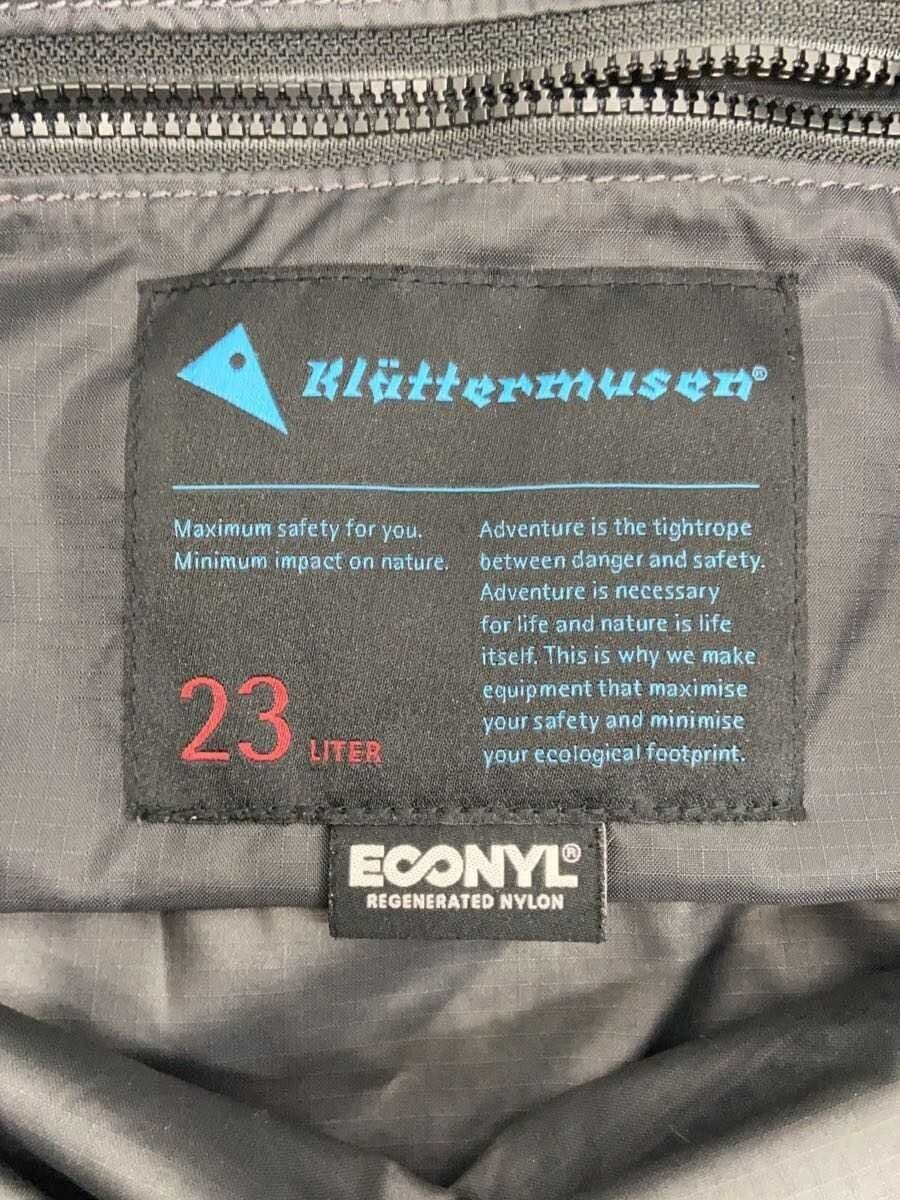 Klättermusen®
Maximum safety for you.
Minimum impact on nature.
Adventure is the tightrope
between danger and safety.
Adventure is necessary
for life and nature is life
itself. This is why we make
equipment that maximise
your safety and minimise
your ecological footprint.
23 LITER
ECONYL®
REGENERATED NYLON